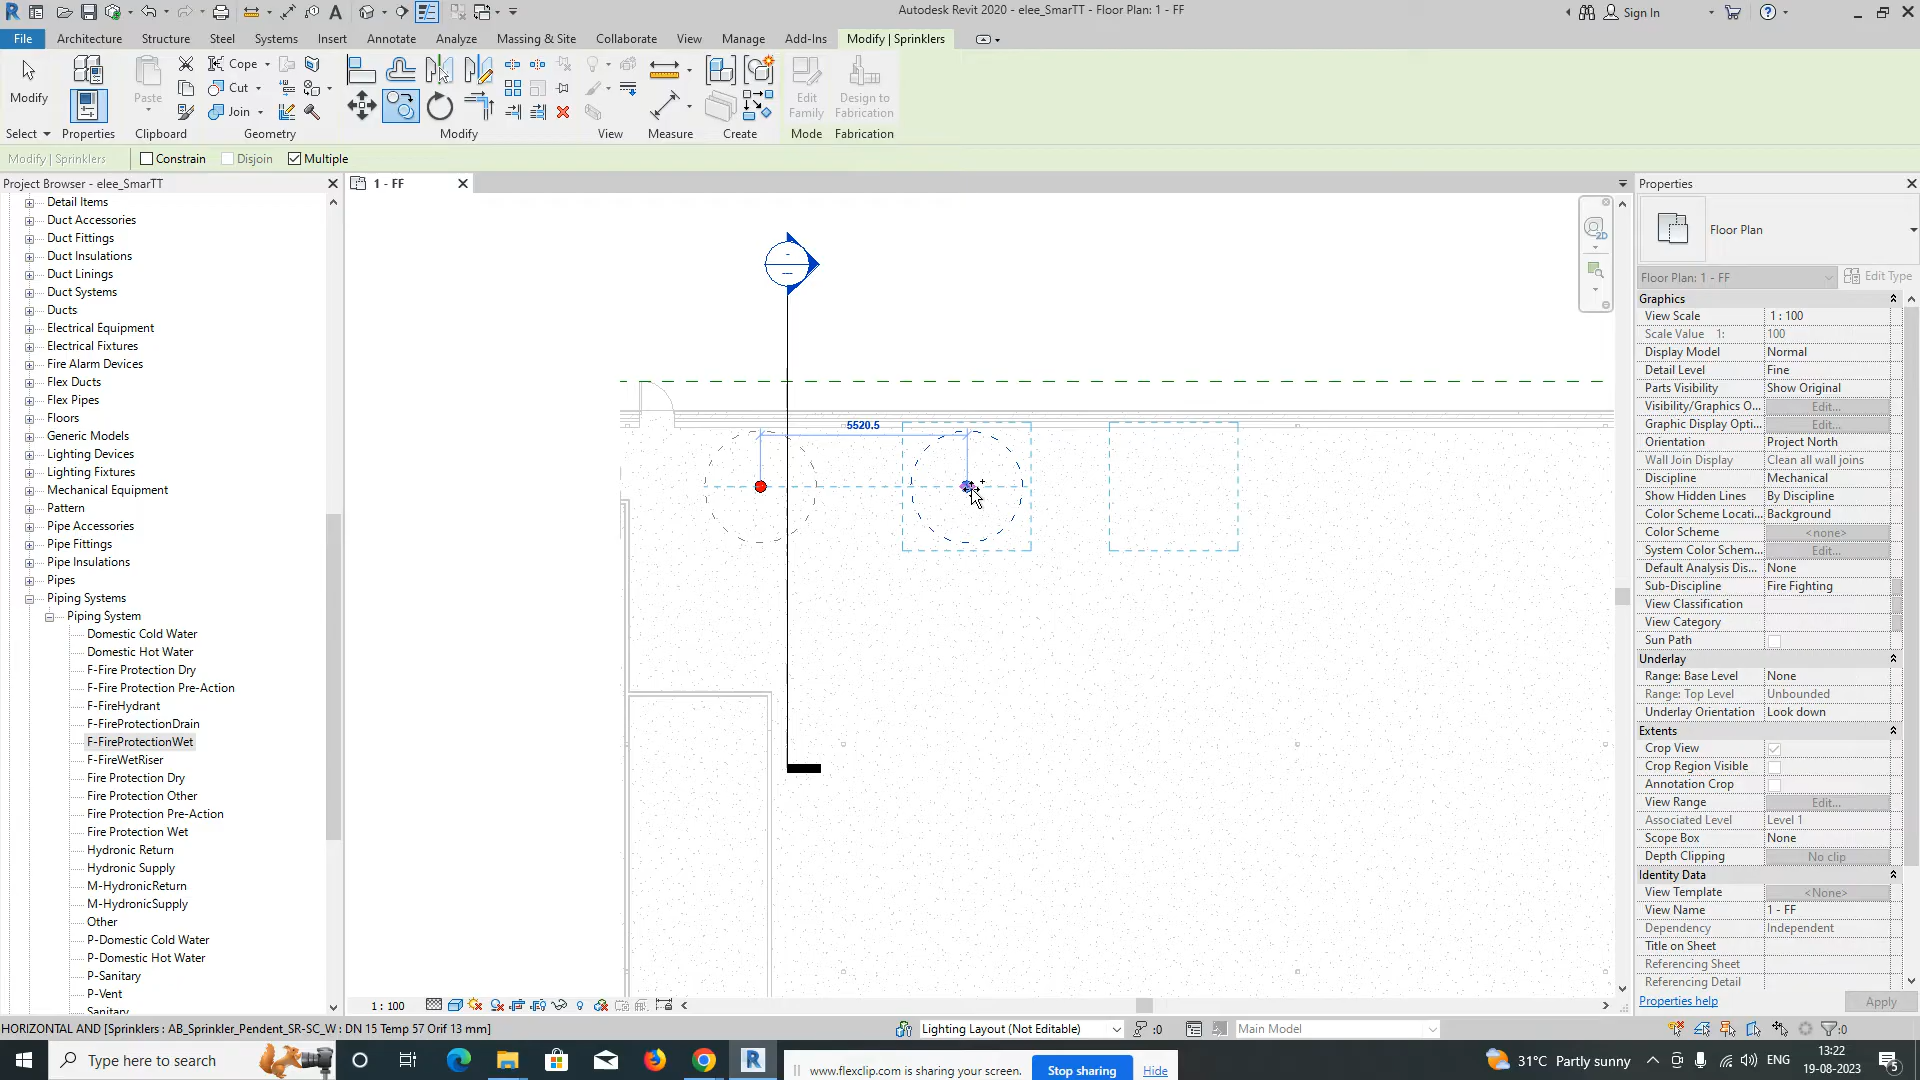 Autodesk Revit 2020 - elee_SmarTT - Floor Plan: 1 - FF
Sign In
File Architecture Structure Steel Systems Insert Annotate Analyze Massing & Site Collaborate View Manage Add-Ins Modify | Sprinklers
Modify
Paste
Cope
Cut
Join
Edit Family
Design to Fabrication
Select Properties Clipboard Geometry Modify View Measure Create Mode Fabrication
Modify | Sprinklers Constrain Disjoin Multiple
Project Browser - elee_SmarTT
Detail Items
Duct Accessories
Duct Fittings
Duct Insulations
Duct Linings
Duct Systems
Ducts
Electrical Equipment
Electrical Fixtures
Fire Alarm Devices
Flex Ducts
Flex Pipes
Floors
Generic Models
Lighting Devices
Lighting Fixtures
Mechanical Equipment
Pattern
Pipe Accessories
Pipe Fittings
Pipe Insulations
Pipes
Piping Systems
Piping System
Domestic Cold Water
Domestic Hot Water
F-Fire Protection Dry
F-Fire Protection Pre-Action
F-FireHydrant
F-FireProtectionDrain
F-FireProtectionWet
F-FireWetRiser
Fire Protection Dry
Fire Protection Other
Fire Protection Pre-Action
Fire Protection Wet
Hydronic Return
Hydronic Supply
M-HydronicReturn
M-HydronicSupply
Other
P-Domestic Cold Water
P-Domestic Hot Water
P-Sanitary
P-Vent
Sanitary
1 - FF
5520.5
2D
1 : 100
Properties
Floor Plan
Floor Plan: 1 - FF Edit Type
Graphics
View Scale 1 : 100
Scale Value 1: 100
Display Model Normal
Detail Level Fine
Parts Visibility Show Original
Visibility/Graphics O... Edit...
Graphic Display Opti... Edit...
Orientation Project North
Wall Join Display Clean all wall joins
Discipline Mechanical
Show Hidden Lines By Discipline
Color Scheme Locati... Background
Color Scheme <none>
System Color Schem... Edit...
Default Analysis Dis... None
Sub-Discipline Fire Fighting
View Classification
View Category
Sun Path
Underlay
Range: Base Level None
Range: Top Level Unbounded
Underlay Orientation Look down
Extents
Crop View
Crop Region Visible
Annotation Crop
View Range Edit...
Associated Level Level 1
Scope Box None
Depth Clipping No clip
Identity Data
View Template <None>
View Name 1 - FF
Dependency Independent
Title on Sheet
Referencing Sheet
Referencing Detail
Properties help Apply
HORIZONTAL AND [Sprinklers : AB_Sprinkler_Pendent_SR-SC_W : DN 15 Temp 57 Orif 13 mm]
Lighting Layout (Not Editable) :0 Main Model :0
Type here to search
www.flexclip.com is sharing your screen. Stop sharing Hide
31°C Partly sunny ENG 13:22
19-08-2023
5